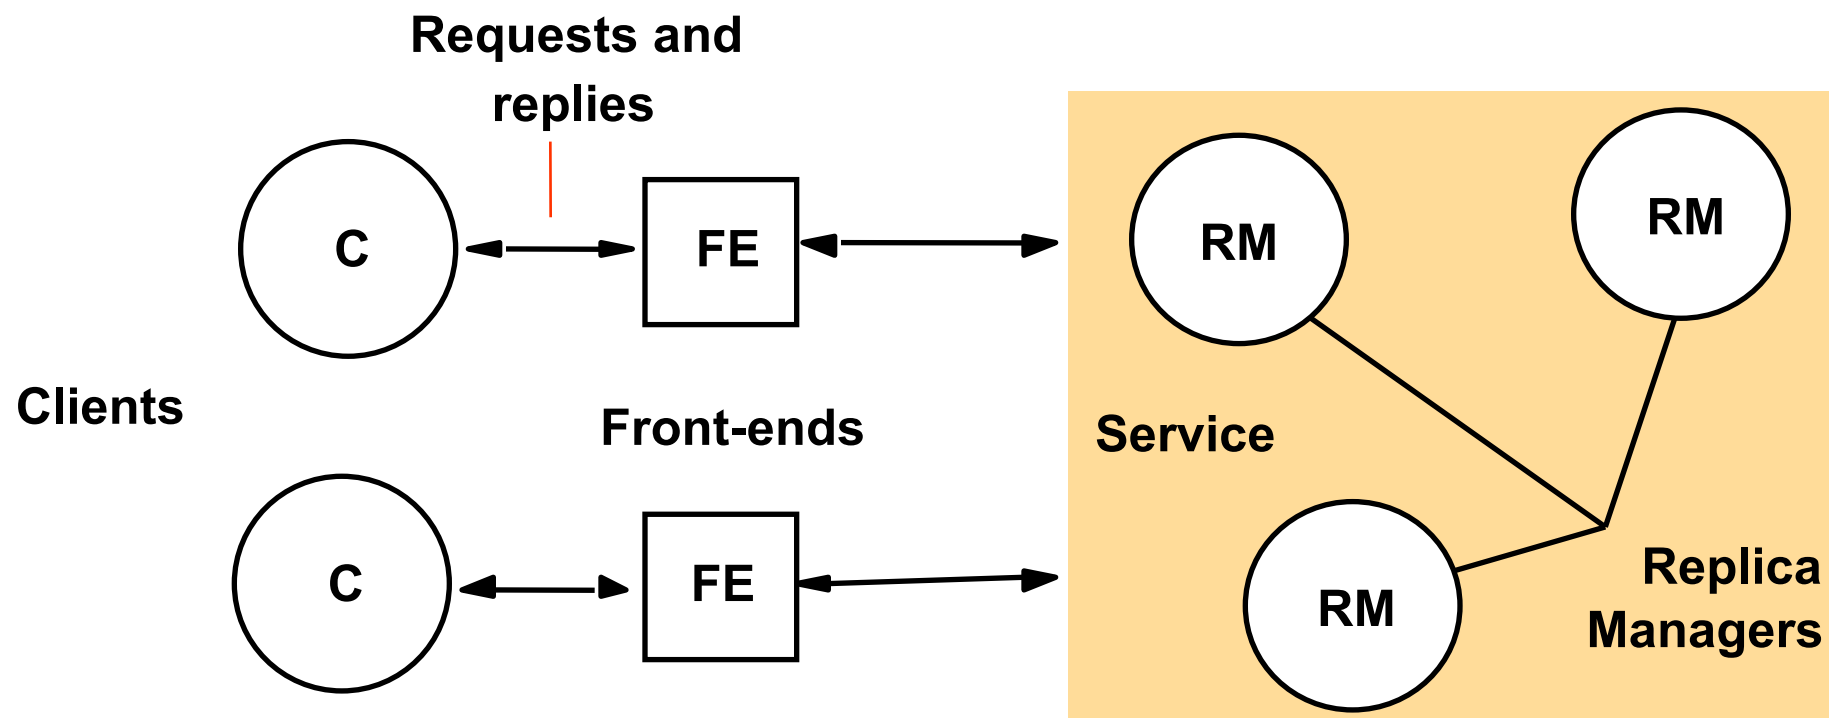 Requests and
replies
C
FE
RM
RM
Clients
Front-ends
Service
C
FE
RM
Replica
Managers